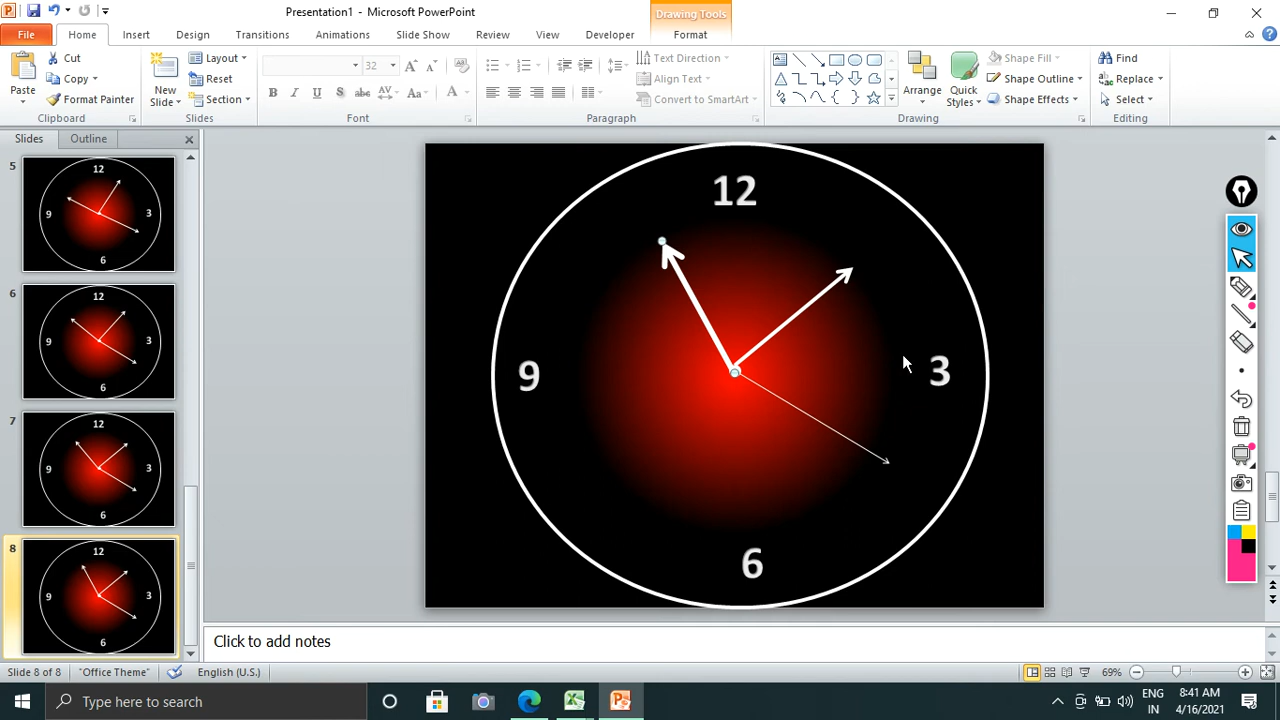 Presentation1 - Microsoft PowerPoint
Drawing Tools
File Home Insert Design Transitions Animations Slide Show Review View Developer Format
Paste
Cut
Copy
Format Painter
Clipboard
New Slide
Layout
Reset
Section
Slides
32
B I U S abc AV Aa A
Font
Text Direction
Align Text
Convert to SmartArt
Paragraph
Arrange
Quick Styles
Shape Fill
Shape Outline
Shape Effects
Drawing
Find
Replace
Select
Editing
Slides Outline
5
12
9 3
6
6
12
9 3
6
7
12
9 3
6
8
12
9 3
6
12
9 3
6
Click to add notes
Slide 8 of 8 "Office Theme" English (U.S.) 69%
Type here to search
ENG
IN
8:41 AM
4/16/2021